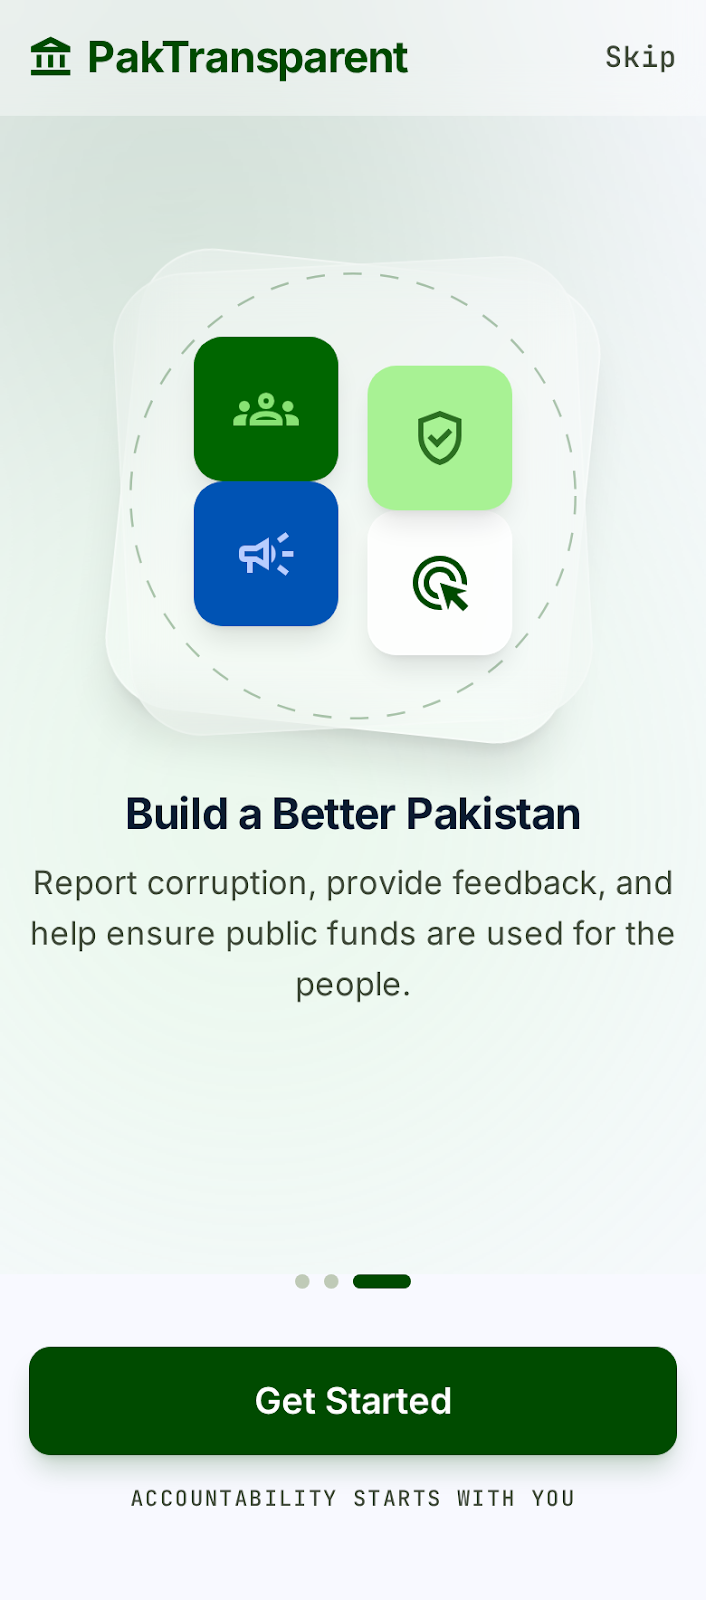 PakTransparent
Skip
Build a Better Pakistan
Report corruption, provide feedback, and
help ensure public funds are used for the
people.
Get Started
ACCOUNTABILITY STARTS WITH YOU